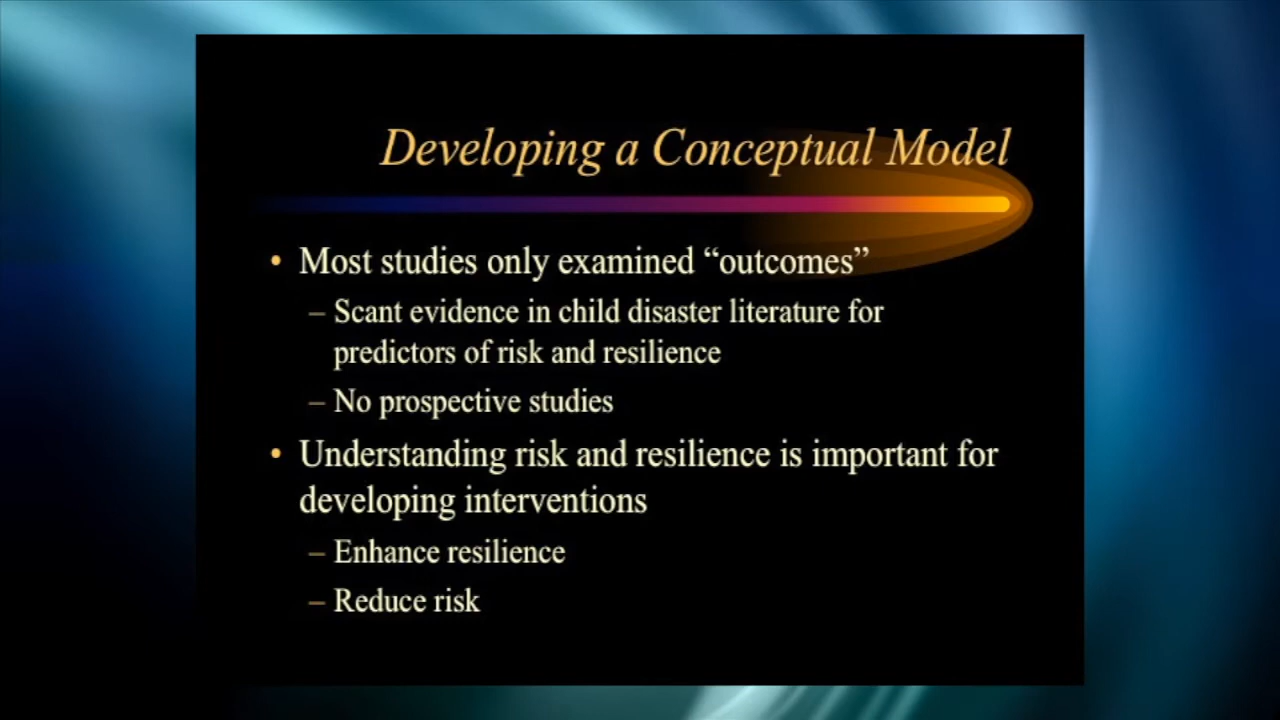 Developing a Conceptual Model
• Most studies only examined “outcomes”
– Scant evidence in child disaster literature for
predictors of risk and resilience
– No prospective studies
• Understanding risk and resilience is important for
developing interventions
– Enhance resilience
– Reduce risk